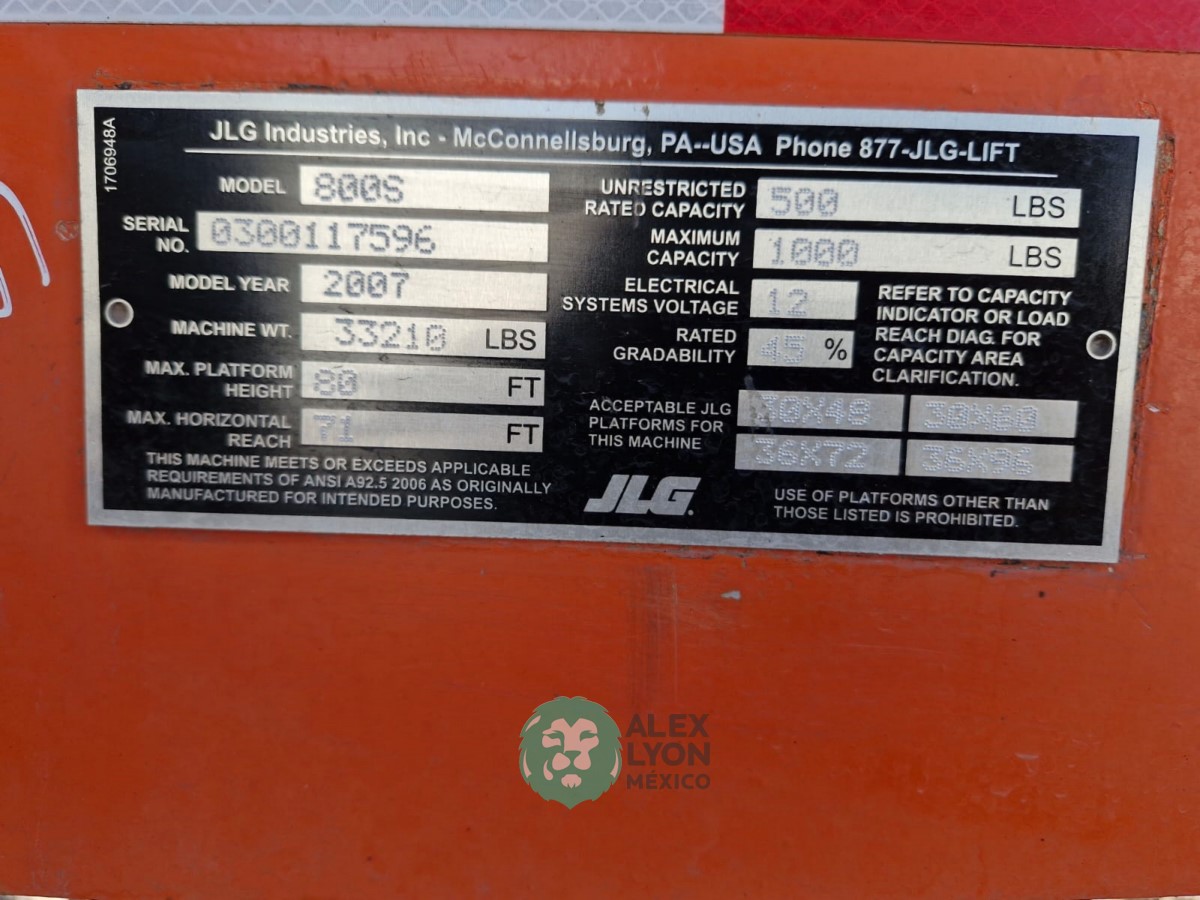 1706948A
JLG Industries, Inc - McConnellsburg, PA--USA Phone 877-JLG-LIFT
MODEL 800S
SERIAL
NO. 0300117596
MODEL YEAR 2007
MACHINE WT. 33210 LBS
MAX. PLATFORM
HEIGHT 80 FT
MAX. HORIZONTAL
REACH 71 FT
THIS MACHINE MEETS OR EXCEEDS APPLICABLE
REQUIREMENTS OF ANSI A92.5 2006 AS ORIGINALLY
MANUFACTURED FOR INTENDED PURPOSES.
UNRESTRICTED
RATED CAPACITY 500 LBS
MAXIMUM
CAPACITY 1000 LBS
ELECTRICAL
SYSTEMS VOLTAGE 12
RATED
GRADABILITY 45 %
REFER TO CAPACITY
INDICATOR OR LOAD
REACH DIAG. FOR
CAPACITY AREA
CLARIFICATION.
ACCEPTABLE JLG
PLATFORMS FOR
THIS MACHINE
30X48 30X60
36X72 36X96
JLG.
USE OF PLATFORMS OTHER THAN
THOSE LISTED IS PROHIBITED.
ALEX
LYON
MÉXICO